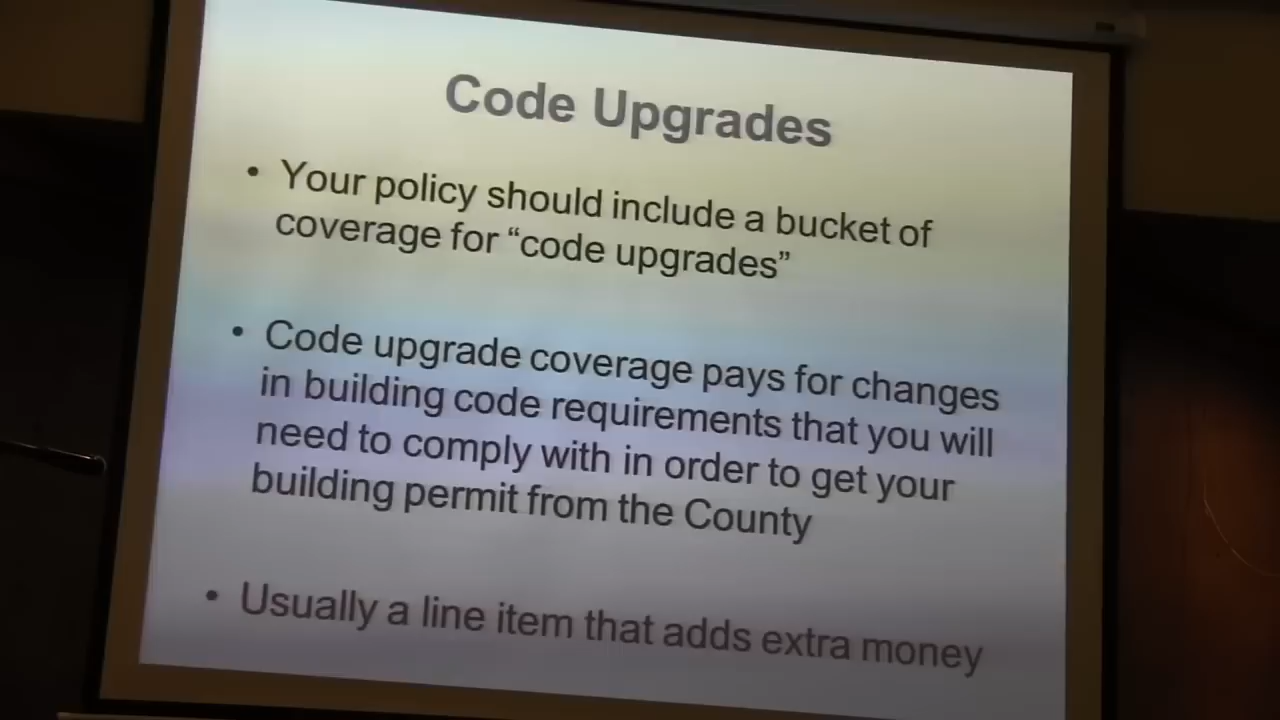 Code Upgrades
• Your policy should include a bucket of
coverage for “code upgrades”
• Code upgrade coverage pays for changes
in building code requirements that you will
need to comply with in order to get your
building permit from the County
• Usually a line item that adds extra money